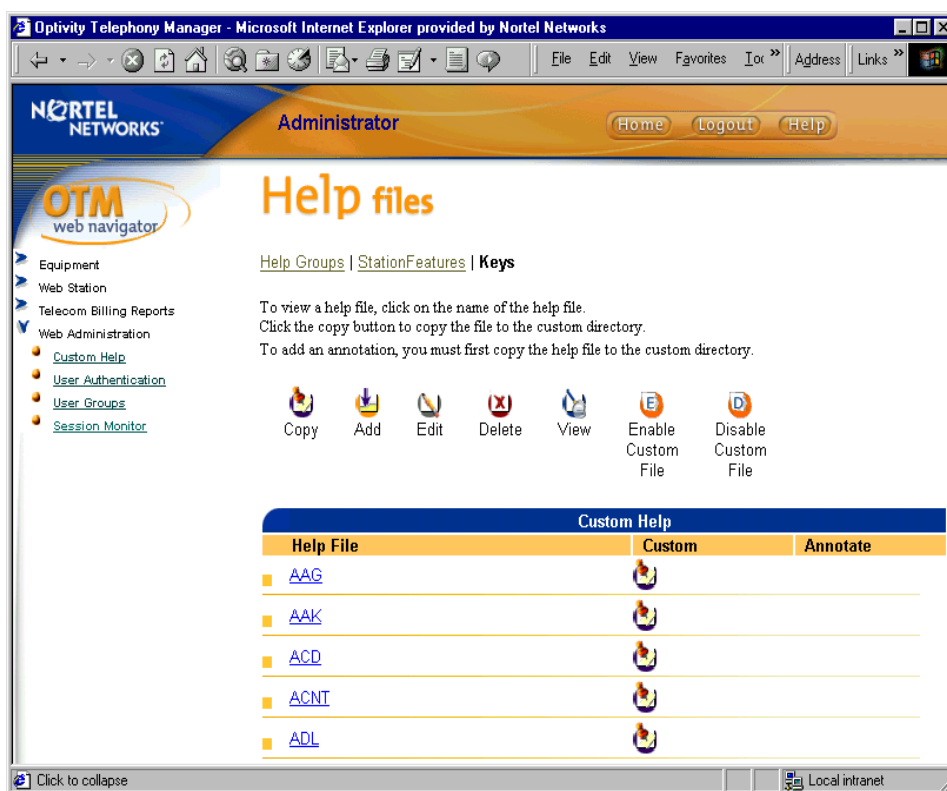 Optivity Telephony Manager - Microsoft Internet Explorer provided by Nortel Networks
File Edit View Favorites Address Links »
NORTEL
NETWORKS
Administrator
Home Logout Help
OTM
web navigator
Equipment
Web Station
Telecom Billing Reports
Web Administration
Custom Help
User Authentication
User Groups
Session Monitor
Help files
Help Groups | StationFeatures | Keys
To view a help file, click on the name of the help file.
Click the copy button to copy the file to the custom directory.
To add an annotation, you must first copy the help file to the custom directory.
Copy Add Edit Delete View Enable Custom File Disable Custom File
Custom Help
Help File Custom Annotate
AAG
AAK
ACD
ACNT
ADL
Click to collapse Local intranet